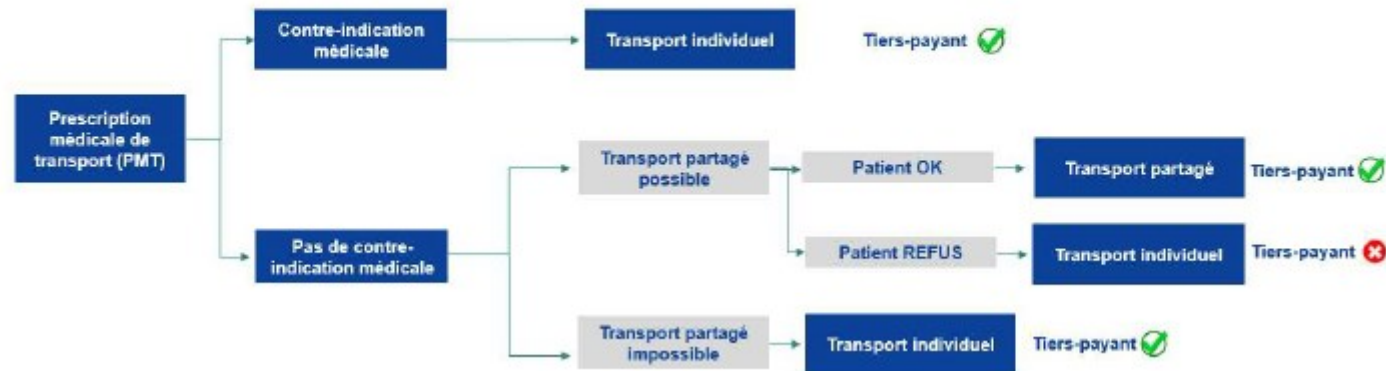 Contre-indication
médicale
Transport individuel
Tiers-payant
Prescription
médicale de
transport (PMT)
Transport partagé
possible
Patient OK
Transport partagé
Tiers-payant
Pas de contre-
indication médicale
Patient REFUS
Transport individuel
Tiers-payant
Transport partagé
impossible
Transport individuel
Tiers-payant